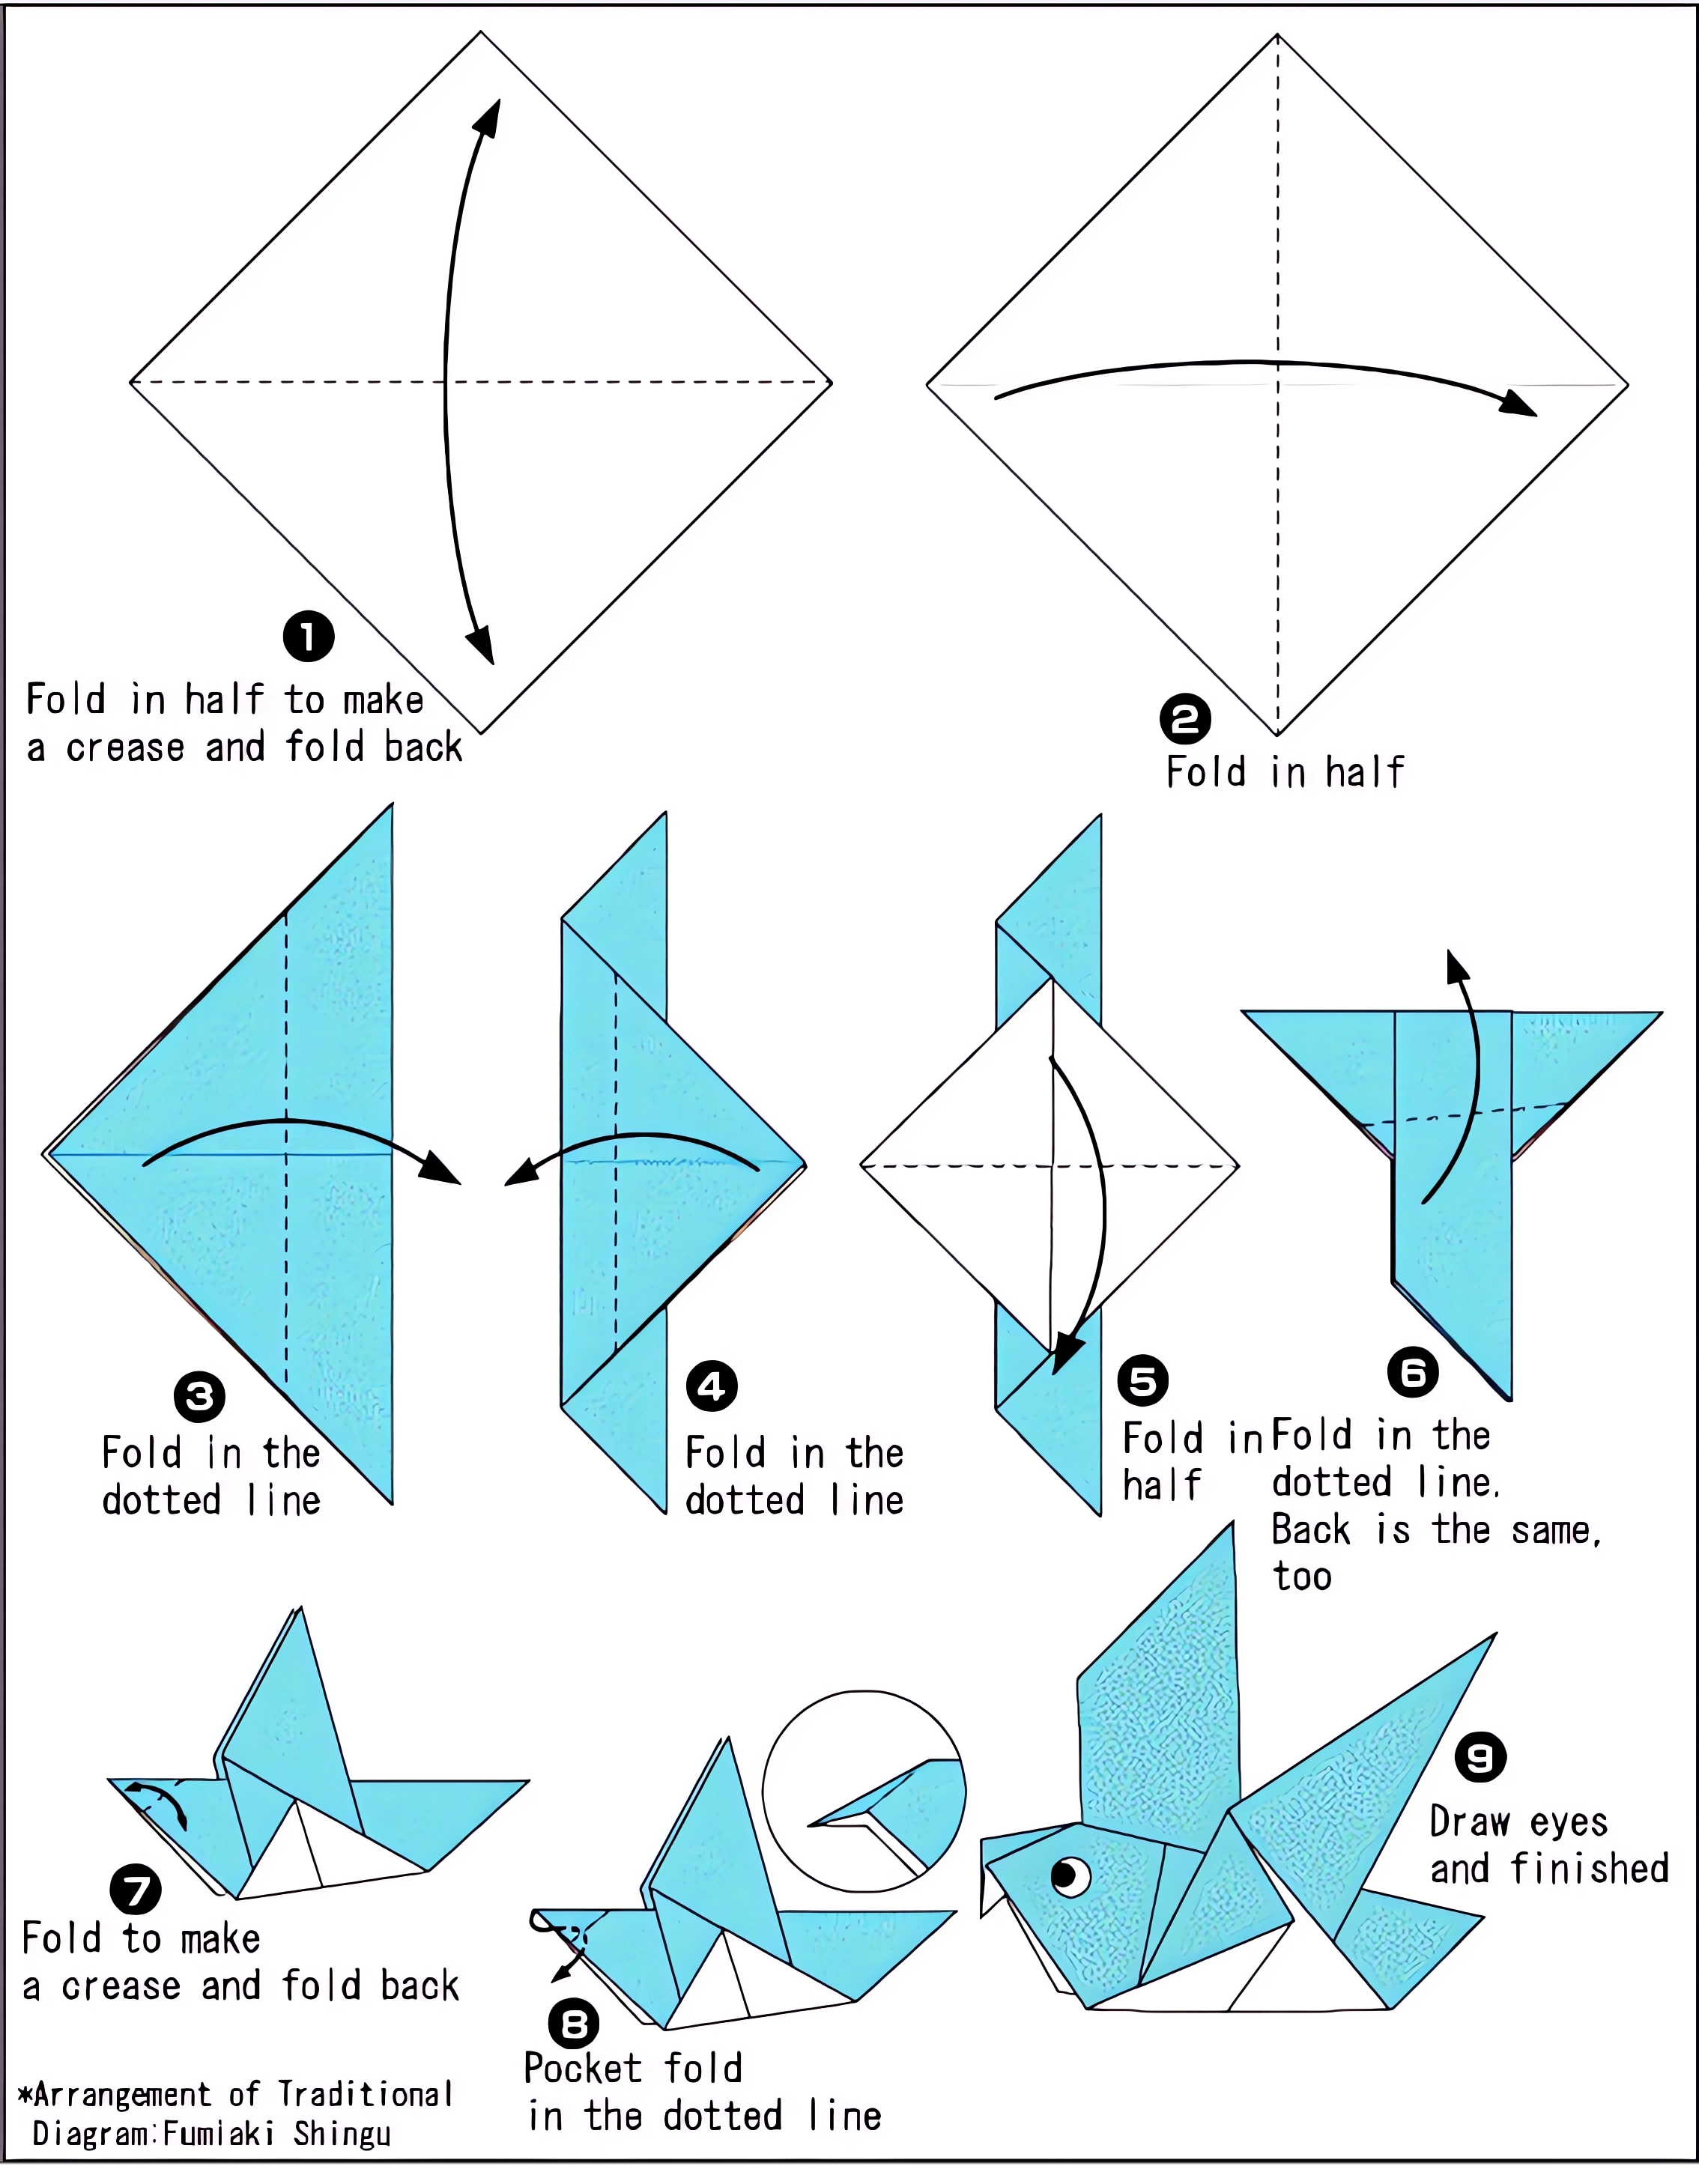 1
Fold in half to make
a crease and fold back
2
Fold in half
3
Fold in the
dotted line
4
Fold in the
dotted line
5
Fold in
half
6
Fold in the
dotted line.
Back is the same,
too
7
Fold to make
a crease and fold back
8
Pocket fold
in the dotted line
9
Draw eyes
and finished
*Arrangement of Traditional
Diagram:Fumiaki Shingu